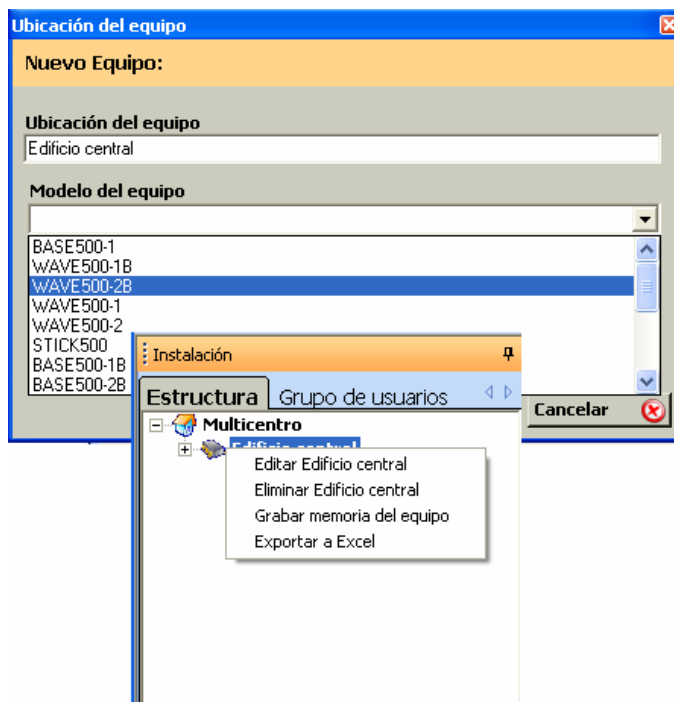 Ubicación del equipo
Nuevo Equipo:
Ubicación del equipo
Edificio central
Modelo del equipo
BASE500-1
WAVE500-1B
WAVE500-2B
WAVE500-1
WAVE500-2
STICK500
BASE500-1B
BASE500-2B
Cancelar
Instalación
Estructura Grupo de usuarios
Multicentro
Edificio central
Editar Edificio central
Eliminar Edificio central
Grabar memoria del equipo
Exportar a Excel